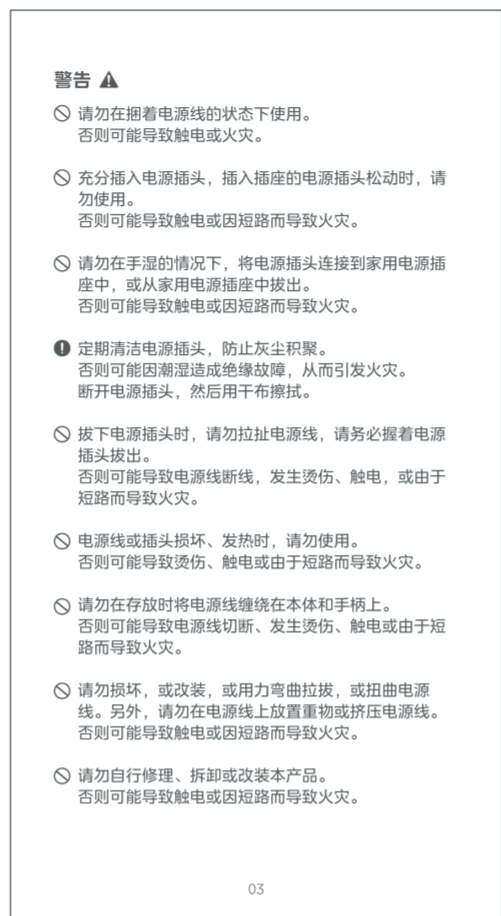 警告
请勿在捆着电源线的状态下使用。
否则可能导致触电或火灾。
充分插入电源插头，插入插座的电源插头松动时，请
勿使用。
否则可能导致触电或因短路而导致火灾。
请勿在手湿的情况下，将电源插头连接到家用电源插
座中，或从家用电源插座中拔出。
否则可能导致触电或因短路而导致火灾。
定期清洁电源插头，防止灰尘积聚。
否则可能因潮湿造成绝缘故障，从而引发火灾。
断开电源插头，然后用干布擦拭。
拔下电源插头时，请勿拉扯电源线，请务必握着电源
插头拔出。
否则可能导致电源线断线，发生烫伤、触电，或由于
短路而导致火灾。
电源线或插头损坏、发热时，请勿使用。
否则可能导致烫伤、触电或由于短路而导致火灾。
请勿在存放时将电源线缠绕在本体和手柄上。
否则可能导致电源线切断、发生烫伤、触电或由于短
路而导致火灾。
请勿损坏，或改装，或用力弯曲拉拔，或扭曲电源
线。另外，请勿在电源线上放置重物或挤压电源线。
否则可能导致触电或因短路而导致火灾。
请勿自行修理、拆卸或改装本产品。
否则可能导致触电或因短路而导致火灾。
03